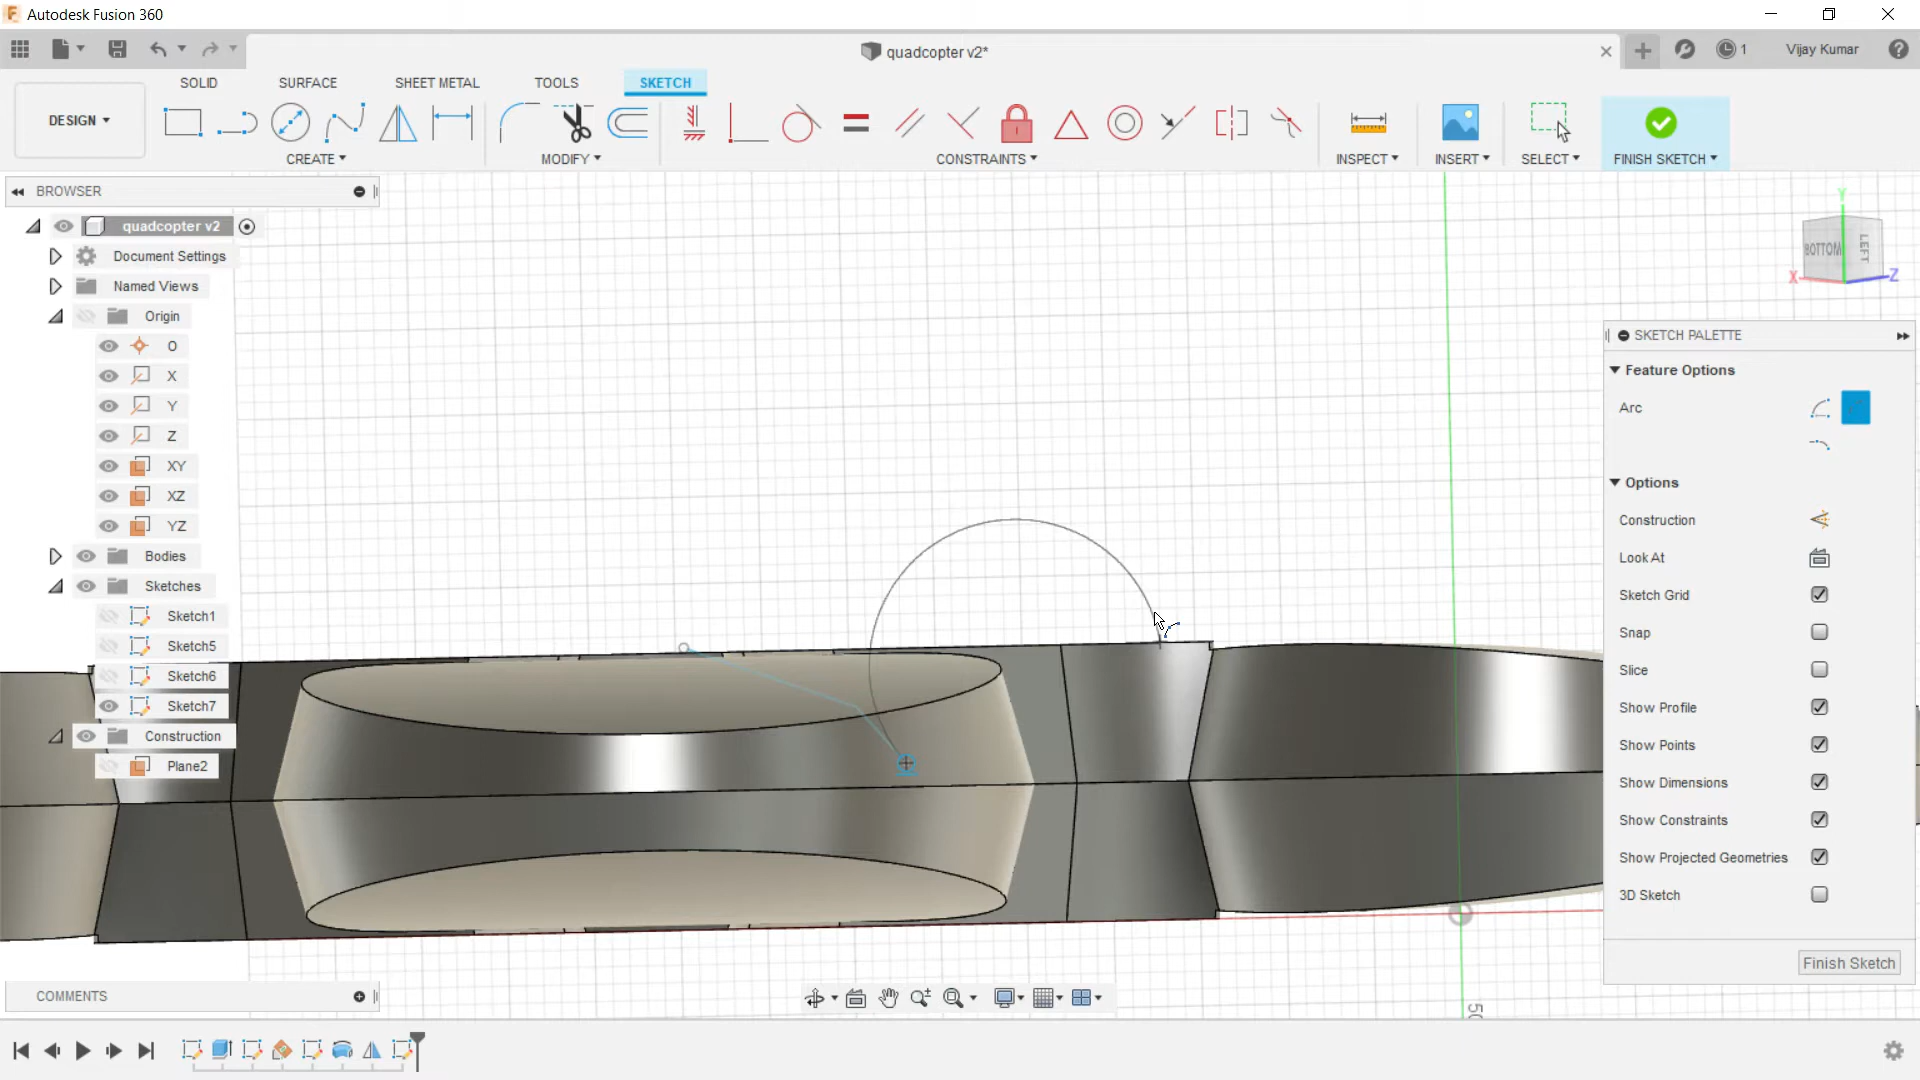 Autodesk Fusion 360
quadcopter v2*
1
Vijay Kumar
SOLID
SURFACE
SHEET METAL
TOOLS
SKETCH
DESIGN
CREATE
MODIFY
CONSTRAINTS
INSPECT
INSERT
SELECT
FINISH SKETCH
BROWSER
quadcopter v2
Document Settings
Named Views
Origin
O
X
Y
Z
XY
XZ
YZ
Bodies
Sketches
Sketch1
Sketch5
Sketch6
Sketch7
Construction
Plane2
COMMENTS
Y
BOTTOM
LEFT
X
Z
SKETCH PALETTE
Feature Options
Arc
Options
Construction
Look At
Sketch Grid
Snap
Slice
Show Profile
Show Points
Show Dimensions
Show Constraints
Show Projected Geometries
3D Sketch
Finish Sketch